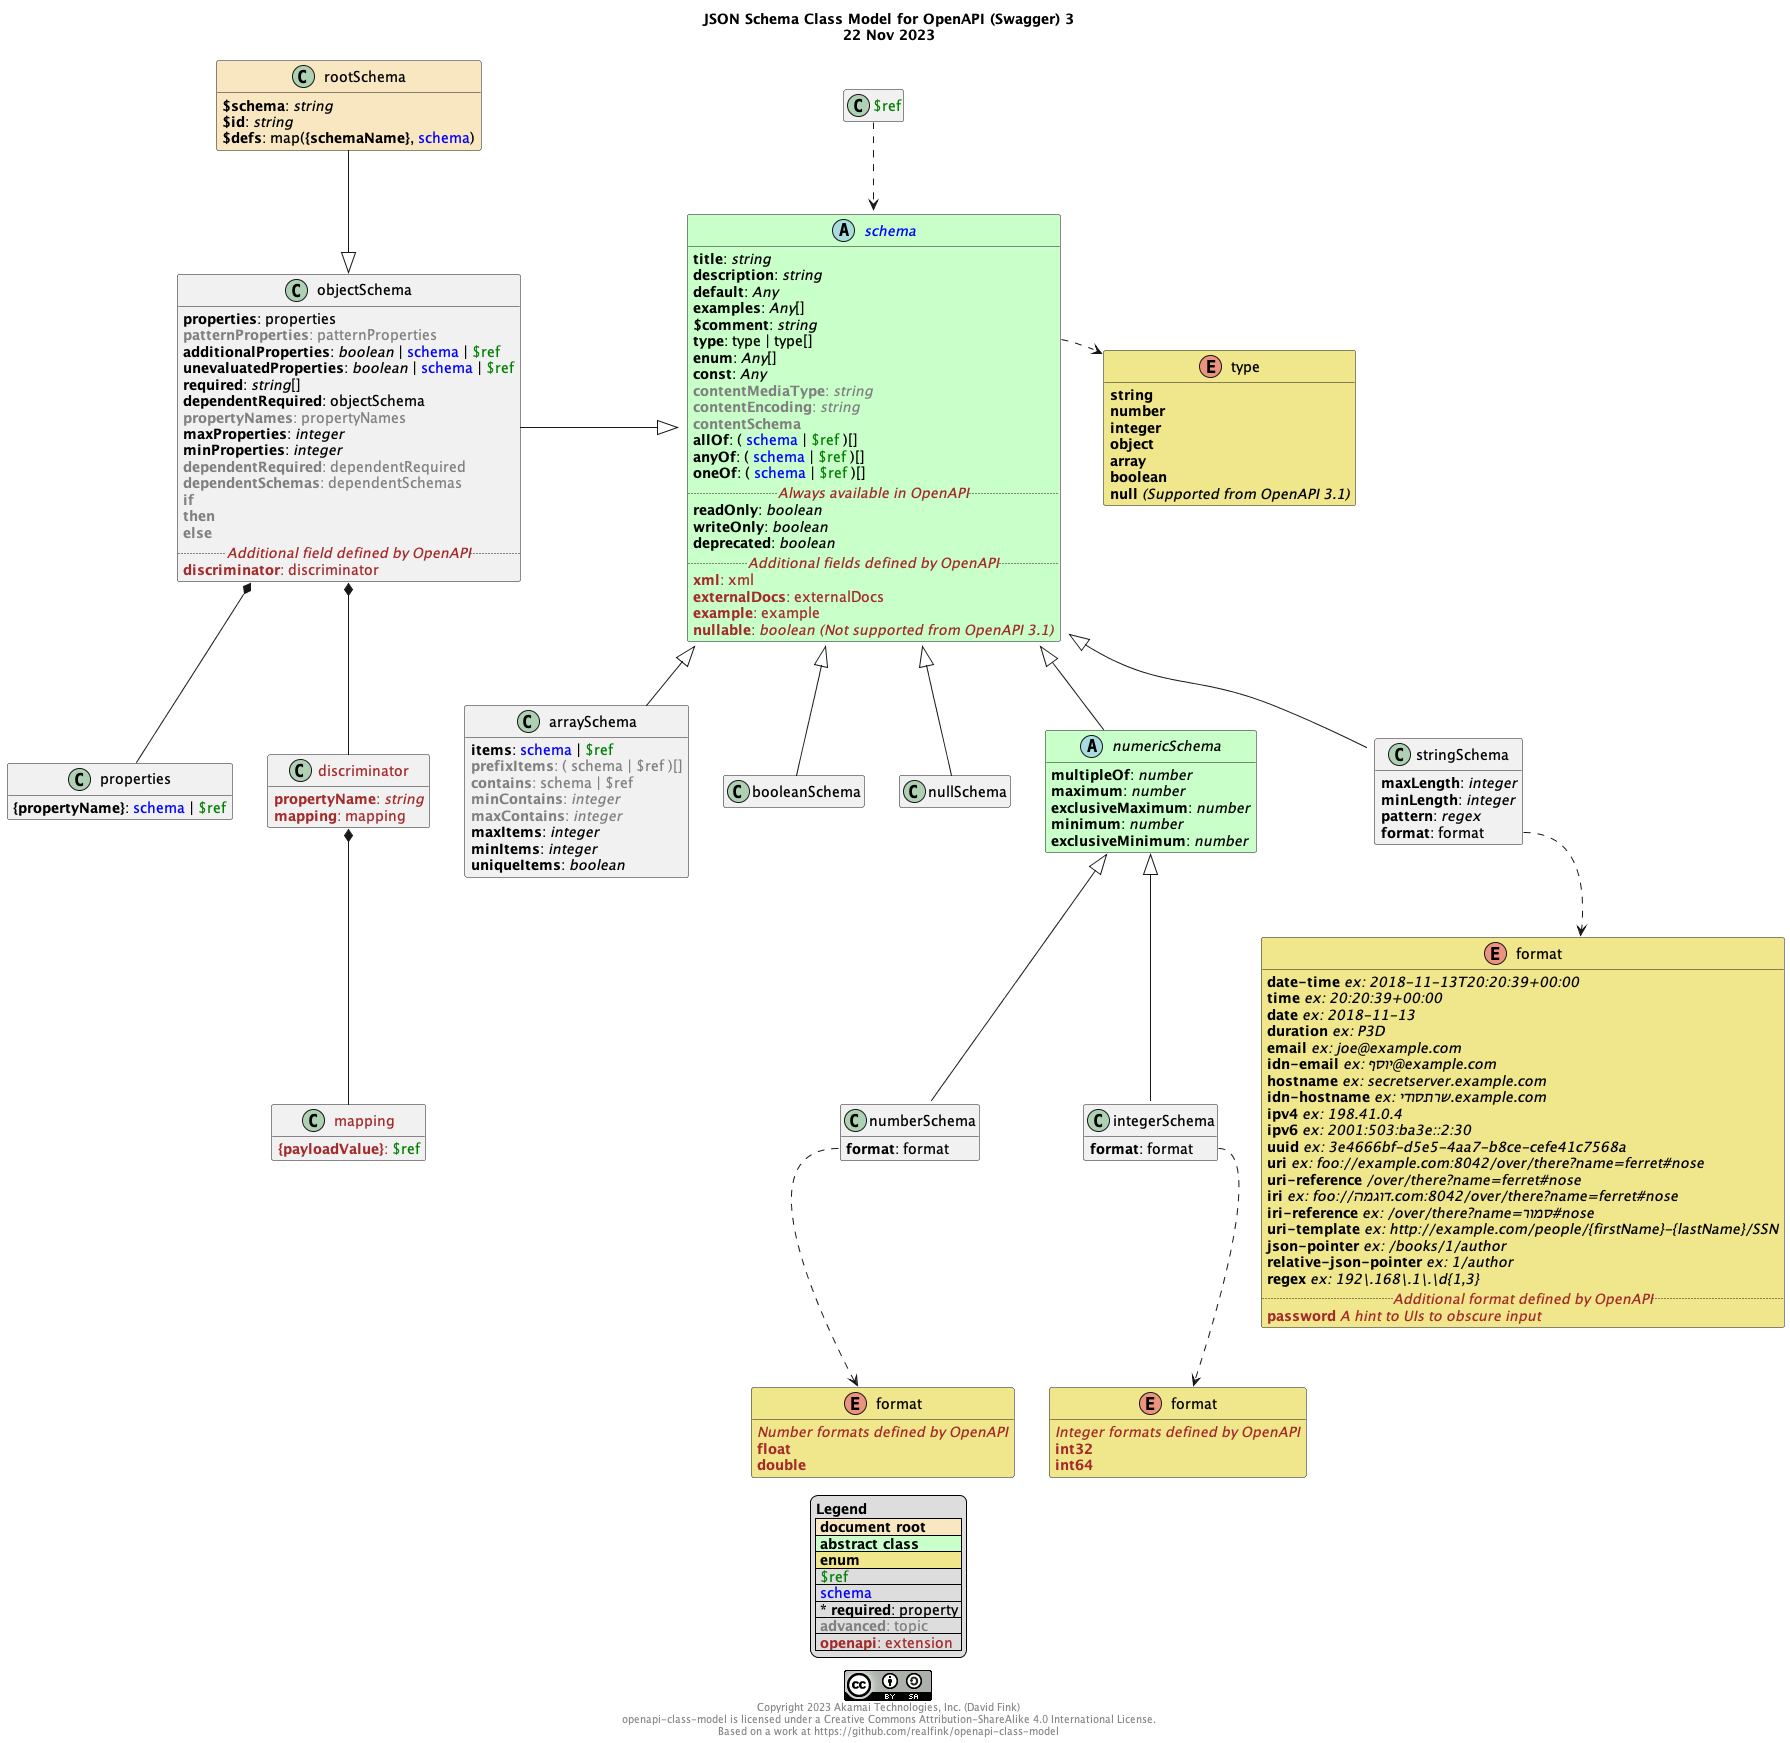 JSON Schema Class Model for OpenAPI (Swagger) 3
22 Nov 2023
C rootSchema
$schema: string
$id: string
$defs: map({schemaName}, schema)
C $ref
C objectSchema
properties: properties
patternProperties: patternProperties
additionalProperties: boolean | schema | $ref
unevaluatedProperties: boolean | schema | $ref
required: string[]
dependentRequired: objectSchema
propertyNames: propertyNames
maxProperties: integer
minProperties: integer
dependentRequired: dependentRequired
dependentSchemas: dependentSchemas
if
then
else
Additional field defined by OpenAPI
discriminator: discriminator
A schema
title: string
description: string
default: Any
examples: Any[]
$comment: string
type: type | type[]
enum: Any[]
const: Any
contentMediaType: string
contentEncoding: string
contentSchema
allOf: ( schema | $ref )[]
anyOf: ( schema | $ref )[]
oneOf: ( schema | $ref )[]
Always available in OpenAPI
readOnly: boolean
writeOnly: boolean
deprecated: boolean
Additional fields defined by OpenAPI
xml: xml
externalDocs: externalDocs
example: example
nullable: boolean (Not supported from OpenAPI 3.1)
E type
string
number
integer
object
array
boolean
null (Supported from OpenAPI 3.1)
C properties
{propertyName}: schema | $ref
C discriminator
propertyName: string
mapping: mapping
C arraySchema
items: schema | $ref
prefixItems: ( schema | $ref )[]
contains: schema | $ref
minContains: integer
maxContains: integer
maxItems: integer
minItems: integer
uniqueItems: boolean
C booleanSchema
C nullSchema
A numericSchema
multipleOf: number
maximum: number
exclusiveMaximum: number
minimum: number
exclusiveMinimum: number
C stringSchema
maxLength: integer
minLength: integer
pattern: regex
format: format
C mapping
{payloadValue}: $ref
C numberSchema
format: format
C integerSchema
format: format
E format
date-time ex: 2018-11-13T20:20:39+00:00
time ex: 20:20:39+00:00
date ex: 2018-11-13
duration ex: P3D
email ex: joe@example.com
idn-email ex: יוסף@example.com
hostname ex: secretserver.example.com
idn-hostname ex: שרתסודי.example.com
ipv4 ex: 198.41.0.4
ipv6 ex: 2001:503:ba3e::2:30
uuid ex: 3e4666bf-d5e5-4aa7-b8ce-cefe41c7568a
uri ex: foo://example.com:8042/over/there?name=ferret#nose
uri-reference /over/there?name=ferret#nose
iri ex: foo://דוגמה.com:8042/over/there?name=ferret#nose
iri-reference ex: /over/there?name=סמור#nose
uri-template ex: http://example.com/people/{firstName}-{lastName}/SSN
json-pointer ex: /books/1/author
relative-json-pointer ex: 1/author
regex ex: 192\.168\.1\.\d{1,3}
Additional format defined by OpenAPI
password A hint to UIs to obscure input
E format
Number formats defined by OpenAPI
float
double
E format
Integer formats defined by OpenAPI
int32
int64
Legend
document root
abstract class
enum
$ref
schema
* required: property
advanced: topic
openapi: extension
cc BY SA
Copyright 2023 Akamai Technologies, Inc. (David Fink)
openapi-class-model is licensed under a Creative Commons Attribution-ShareAlike 4.0 International License.
Based on a work at https://github.com/realfink/openapi-class-model